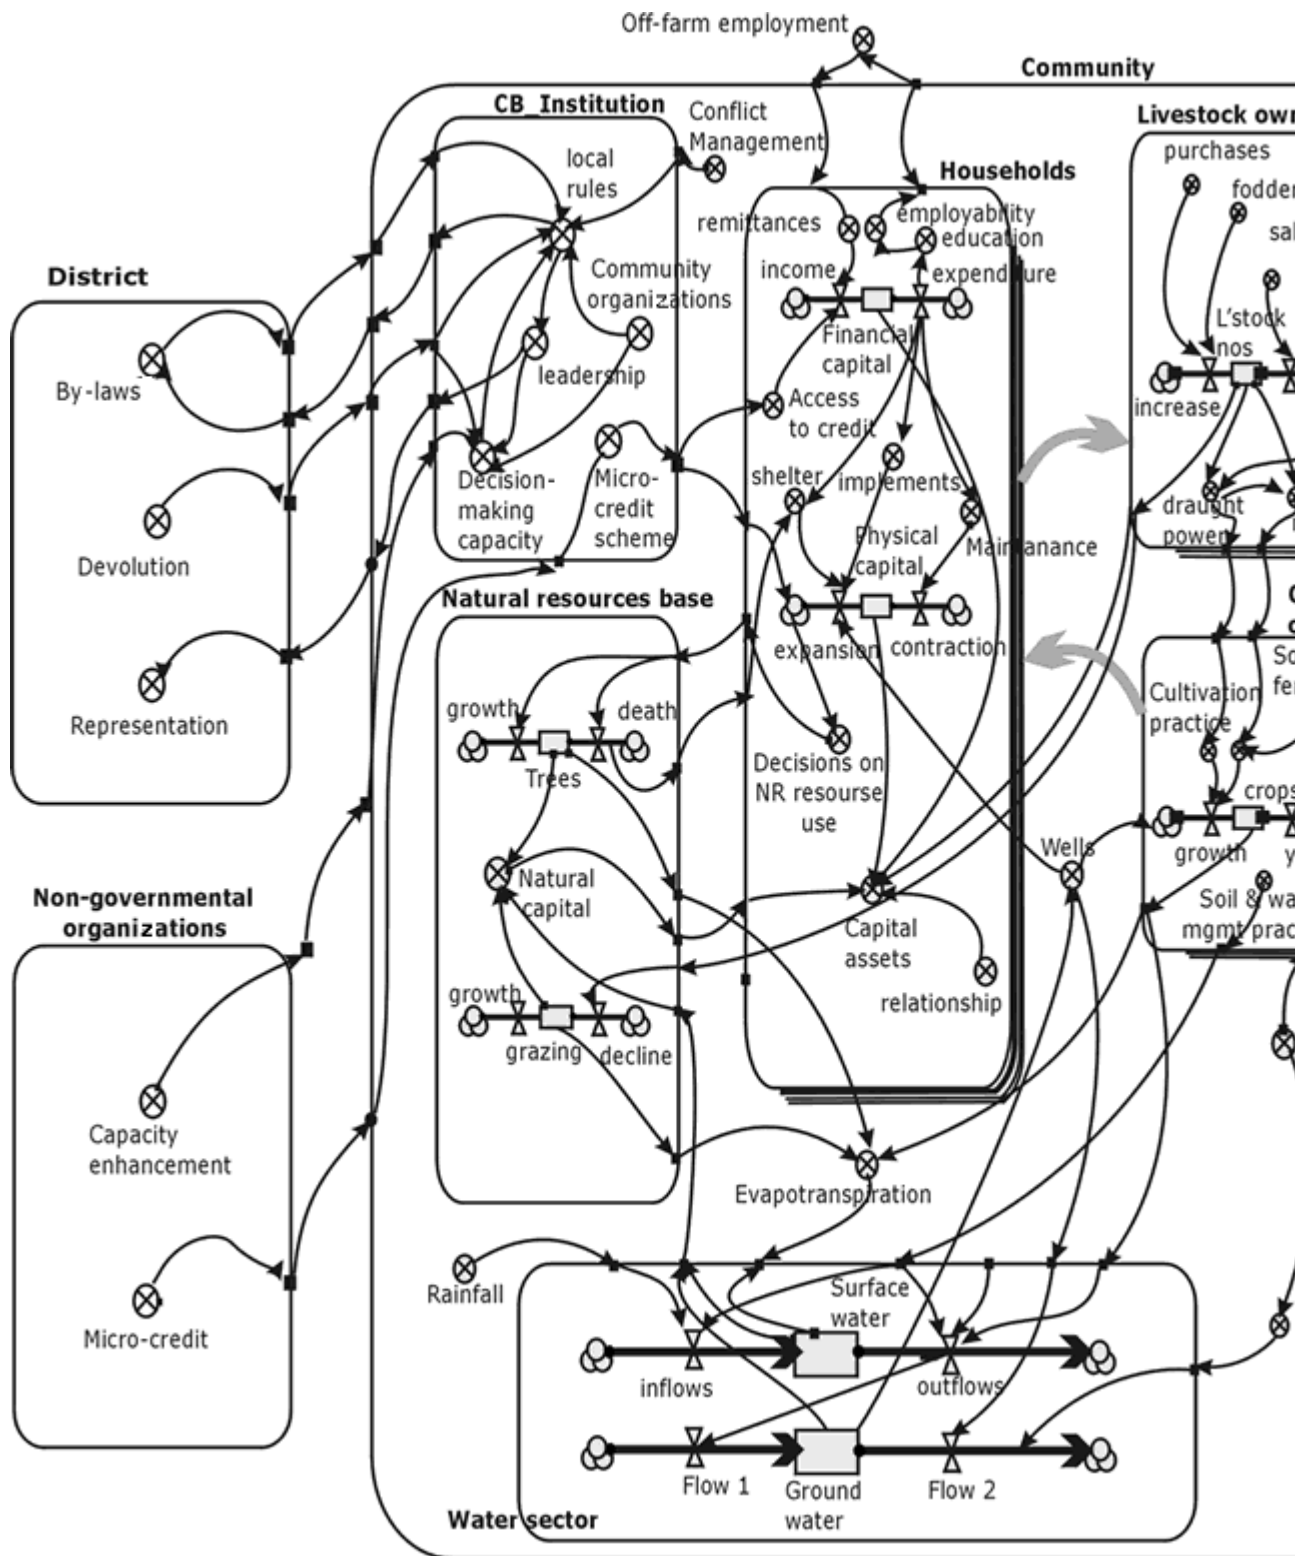 Off-farm employment
Community
CB_Institution
Conflict
Management
Livestock own
purchases
local
rules
Households
fodder
remittances
employability
education
sal
District
Community
organizations
income
expenditure
L'stock
nos
Financial
capital
By-laws
leadership
increase
Access
to credit
shelter
implements
Decision-
making
capacity
Micro-
credit
scheme
draught
power
Physical
capital
Maintanance
Devolution
Natural resources base
expansion
contraction
So
fer
Cultivation
practice
growth
death
Representation
Trees
Decisions on
NR resourse
use
crops
Wells
growth
y
Natural
capital
Non-governmental
organizations
Soil & wa
mgmt prac
Capital
assets
growth
relationship
grazing
decline
Capacity
enhancement
Evapotranspiration
Rainfall
Surface
water
Micro-credit
inflows
outflows
Flow 1
Ground
water
Flow 2
Water sector